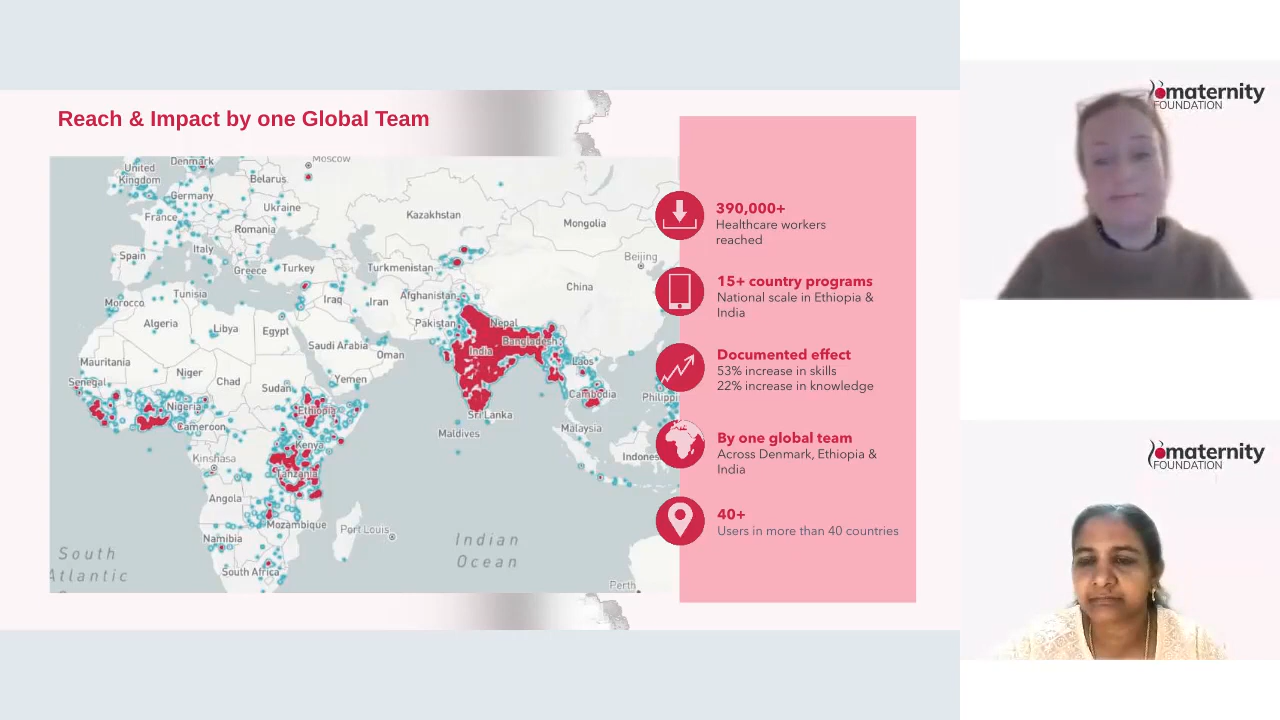 Reach & Impact by one Global Team
Moscow
Denmark
United
Kingdom
Belarus
Germany
Ukraine
France
Kazakhstan
Mongolia
Romania
Italy
Spain
Greece
Turkey
Turkmenistan
Beijing
China
Tunisia
Morocco
Iraq
Iran
Afghanistan
Algeria
Libya
Egypt
Pakistan
Nepal
Bangladesh
Saudi Arabia
Oman
India
Mauritania
Niger
Chad
Sudan
Yemen
Laos
Senegal
Nigeria
Ethiopia
Cambodia
Philippi
Cameroon
Sri Lanka
Maldives
Malaysia
Kenya
Kinshasa
Indones
Tanzania
Angola
Mozambique
Port Louis
Namibia
Indian
Ocean
South
Atlantic
South Africa
Perth
390,000+
Healthcare workers
reached
15+ country programs
National scale in Ethiopia &
India
Documented effect
53% increase in skills
22% increase in knowledge
By one global team
Across Denmark, Ethiopia &
India
40+
Users in more than 40 countries
maternity
FOUNDATION
maternity
FOUNDATION